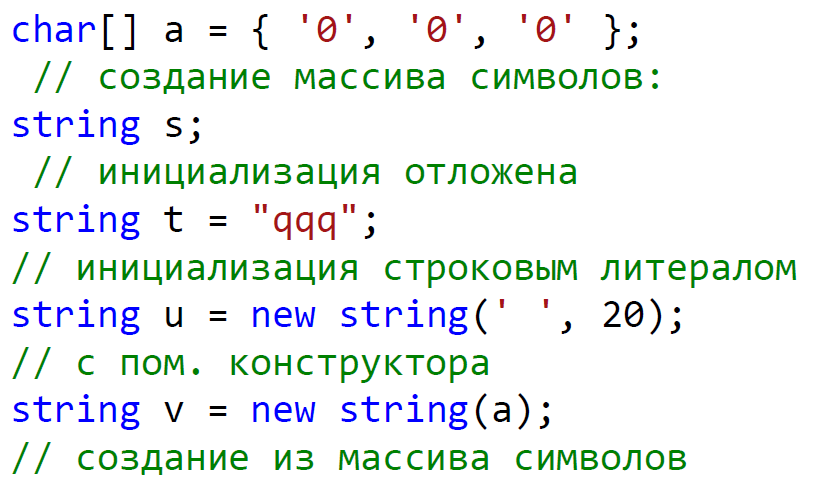 char[] a = { '0', '0', '0' };
// создание массива символов:
string s;
// инициализация отложена
string t = "qqq";
// инициализация строковым литералом
string u = new string(' ', 20);
// с пом. конструктора
string v = new string(a);
// создание из массива символов